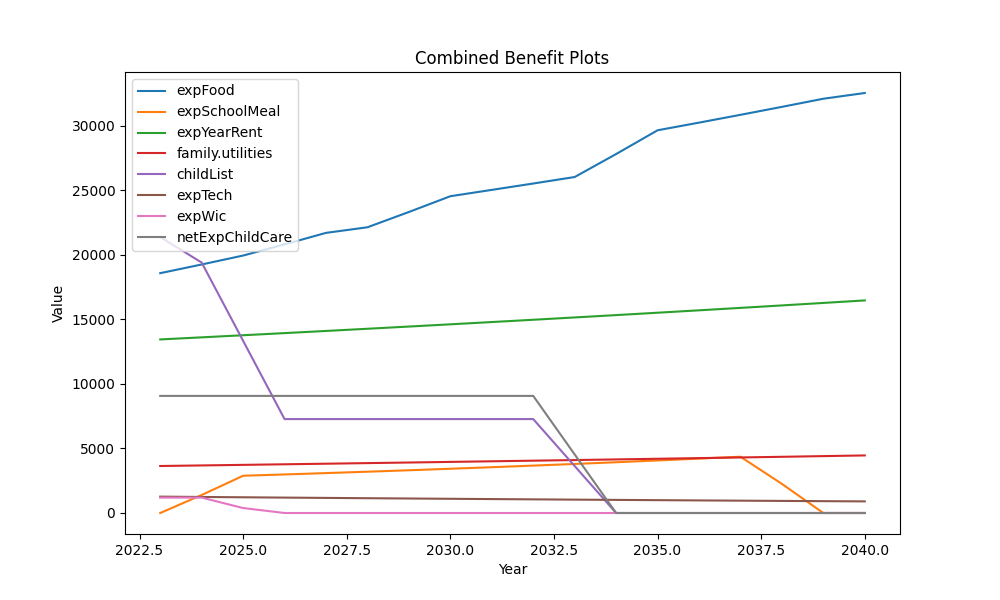 Combined Benefit Plots
expFood
expSchoolMeal
expYearRent
family.utilities
childList
expTech
expWic
netExpChildCare
Value
30000
25000
20000
15000
10000
5000
0
2022.5 2025.0 2027.5 2030.0 2032.5 2035.0 2037.5 2040.0
Year